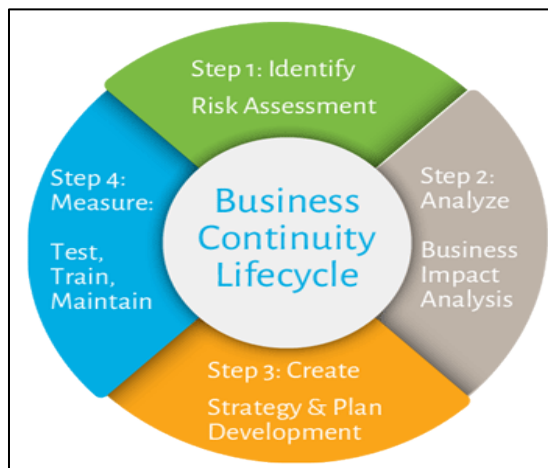 Step 1: Identify
Risk Assessment
Step 2:
Analyze
Business
Impact
Analysis
Step 3: Create
Strategy & Plan
Development
Step 4:
Measure:
Test,
Train,
Maintain
Business
Continuity
Lifecycle